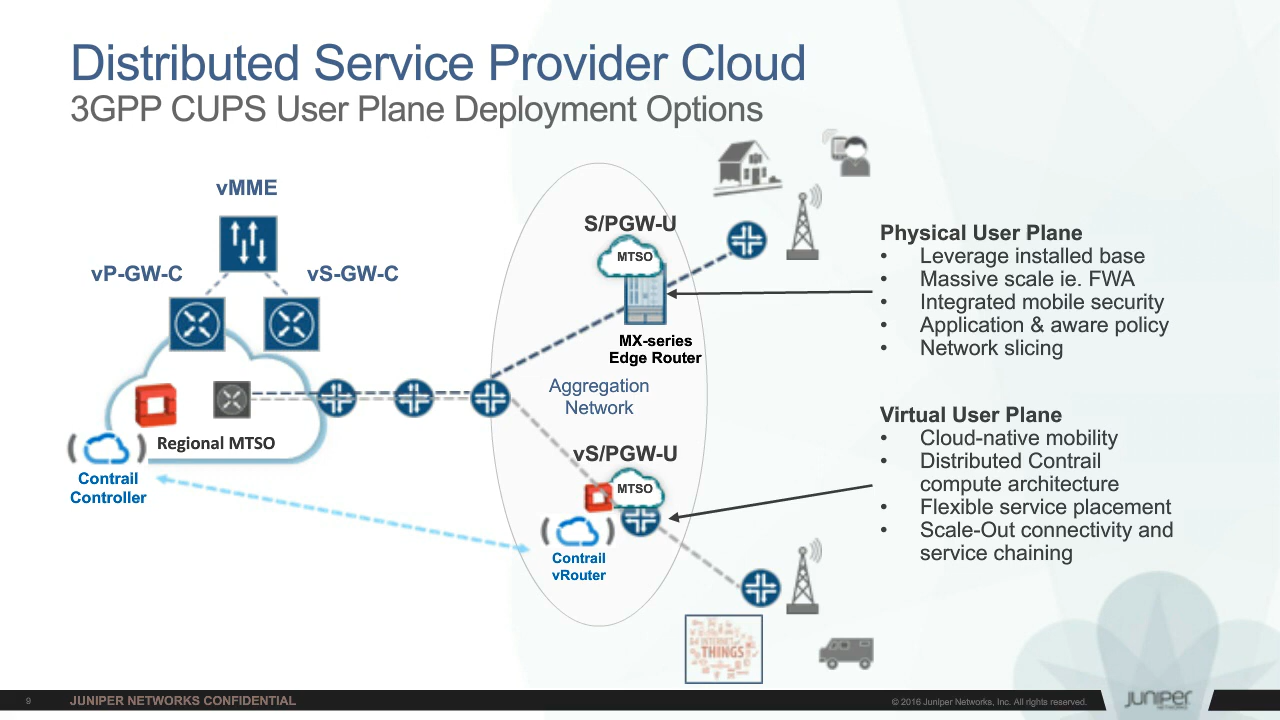 Distributed Service Provider Cloud
3GPP CUPS User Plane Deployment Options
vMME
vP-GW-C
vS-GW-C
Regional MTSO
Contrail
Controller
S/PGW-U
MTSO
MX-series
Edge Router
Aggregation
Network
vS/PGW-U
MTSO
Contrail
vRouter
INTERNET
THINGS
Physical User Plane
• Leverage installed base
• Massive scale ie. FWA
• Integrated mobile security
• Application & aware policy
• Network slicing
Virtual User Plane
• Cloud-native mobility
• Distributed Contrail
compute architecture
• Flexible service placement
• Scale-Out connectivity and
service chaining
9
JUNIPER NETWORKS CONFIDENTIAL
© 2016 Juniper Networks, Inc. All rights reserved.
JUNIPER
NETWORKS